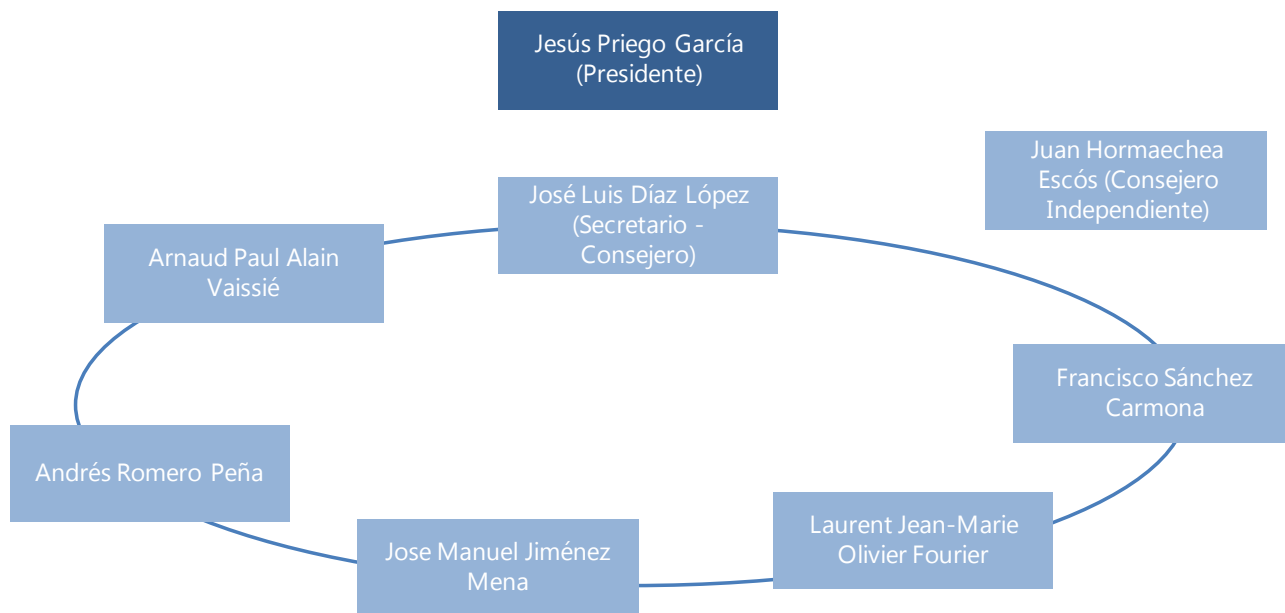 Jesús Priego García
(Presidente)
Juan Hormaechea
Escós (Consejero
Independiente)
José Luis Díaz López
(Secretario -
Consejero)
Arnaud Paul Alain
Vaissié
Francisco Sánchez
Carmona
Andrés Romero Peña
Laurent Jean-Marie
Olivier Fourier
Jose Manuel Jiménez
Mena